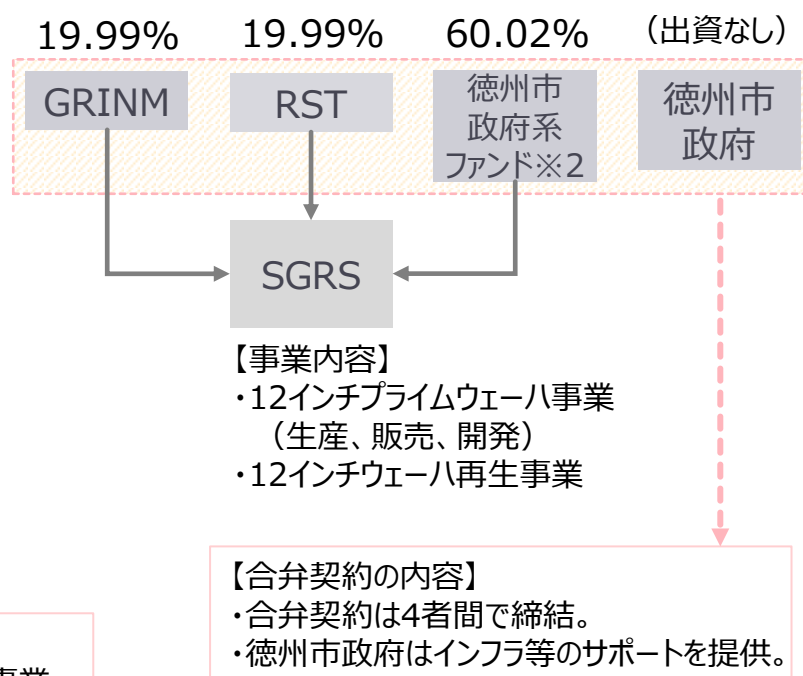 19.99% 19.99% 60.02% （出資なし）
GRINM RST 徳州市政府系ファンド※2 徳州市政府
SGRS
【事業内容】
・12インチプライムウェーハ事業
（生産、販売、開発）
・12インチウェーハ再生事業
【合弁契約の内容】
・合弁契約は4者間で締結。
・徳州市政府はインフラ等のサポートを提供。